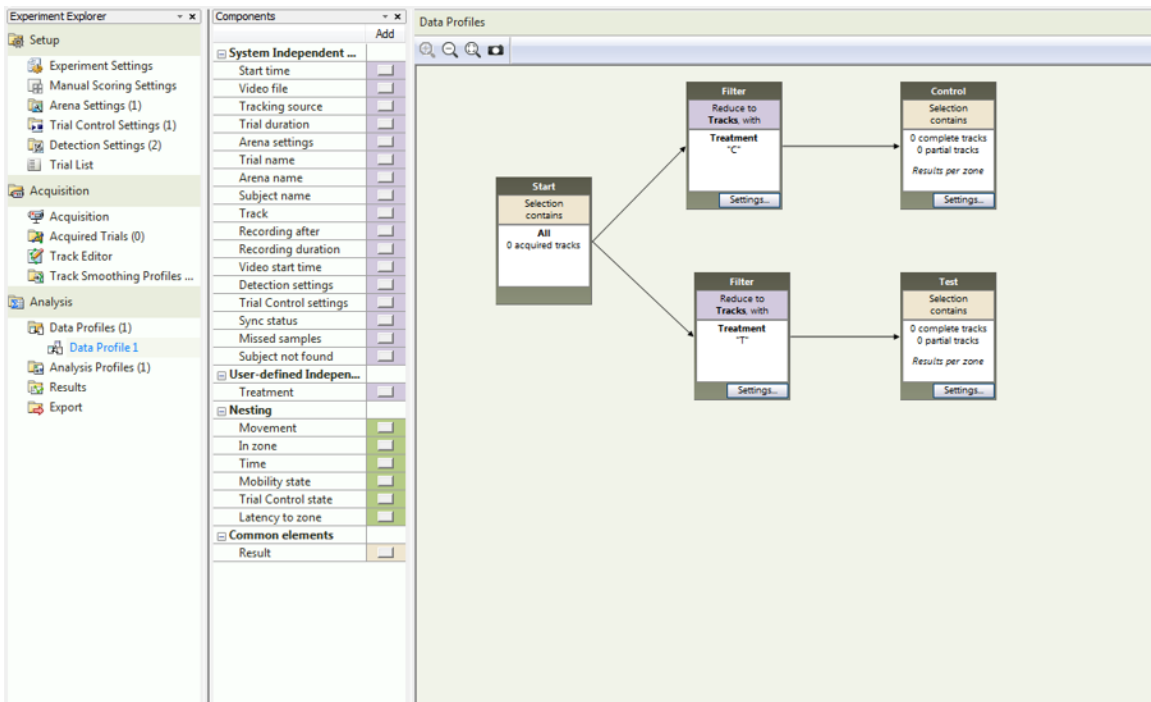 Experiment Explorer
Setup
Experiment Settings
Manual Scoring Settings
Arena Settings (1)
Trial Control Settings (1)
Detection Settings (2)
Trial List
Acquisition
Acquisition
Acquired Trials (0)
Track Editor
Track Smoothing Profiles ...
Analysis
Data Profiles (1)
Data Profile 1
Analysis Profiles (1)
Results
Export
Components
Add
System Independent ...
Start time
Video file
Tracking source
Trial duration
Arena settings
Trial name
Arena name
Subject name
Track
Recording after
Recording duration
Video start time
Detection settings
Trial Control settings
Sync status
Missed samples
Subject not found
User-defined Indepen...
Treatment
Nesting
Movement
In zone
Time
Mobility state
Trial Control state
Latency to zone
Common elements
Result
Data Profiles
Start
Selection
contains
All
0 acquired tracks
Filter
Reduce to
Tracks, with
Treatment
"C"
Settings...
Control
Selection
contains
0 complete tracks
0 partial tracks
Results per zone
Settings...
Filter
Reduce to
Tracks, with
Treatment
"T"
Settings...
Test
Selection
contains
0 complete tracks
0 partial tracks
Results per zone
Settings...